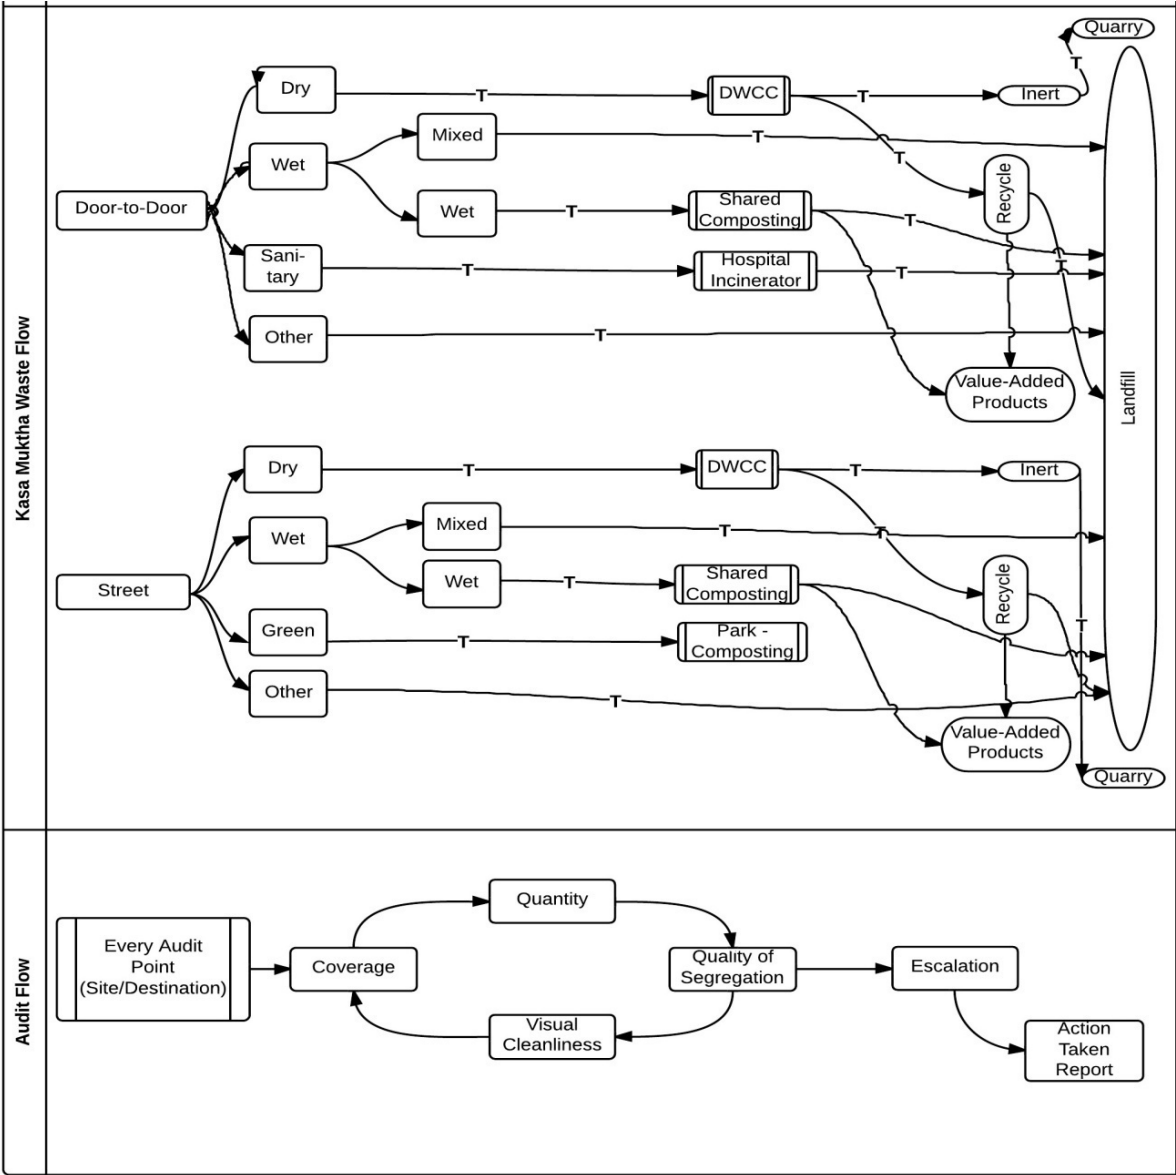 Kasa Muktha Waste Flow
Door-to-Door
Dry
T
DWCC
T
Inert
T
Quarry
Wet
Mixed
T
T
Recycle
Wet
T
Shared
Composting
T
T
Sani-
tary
T
Hospital
Incinerator
T
Other
T
Value-Added
Products
Landfill
Street
Dry
T
DWCC
T
Inert
Wet
Mixed
T
T
Recycle
Wet
T
Shared
Composting
T
Green
T
Park -
Composting
Other
T
Value-Added
Products
Quarry
Audit Flow
Every Audit
Point
(Site/Destination)
Coverage
Quantity
Quality of
Segregation
Visual
Cleanliness
Escalation
Action
Taken
Report